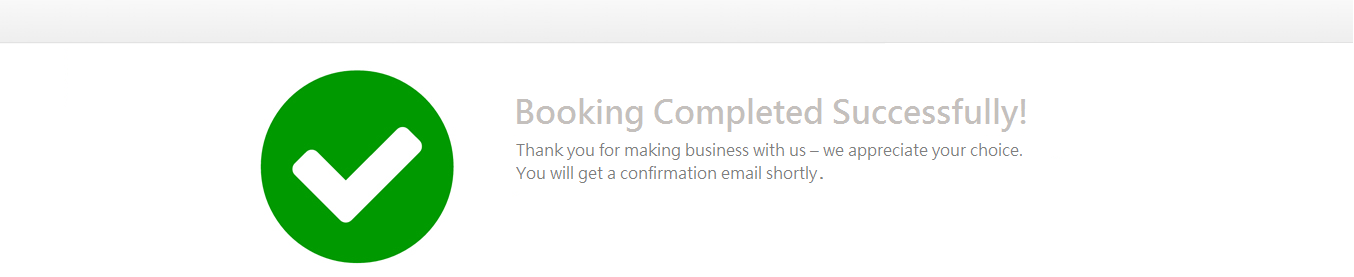 Booking Completed Successfully!
Thank you for making business with us – we appreciate your choice.
You will get a confirmation email shortly.